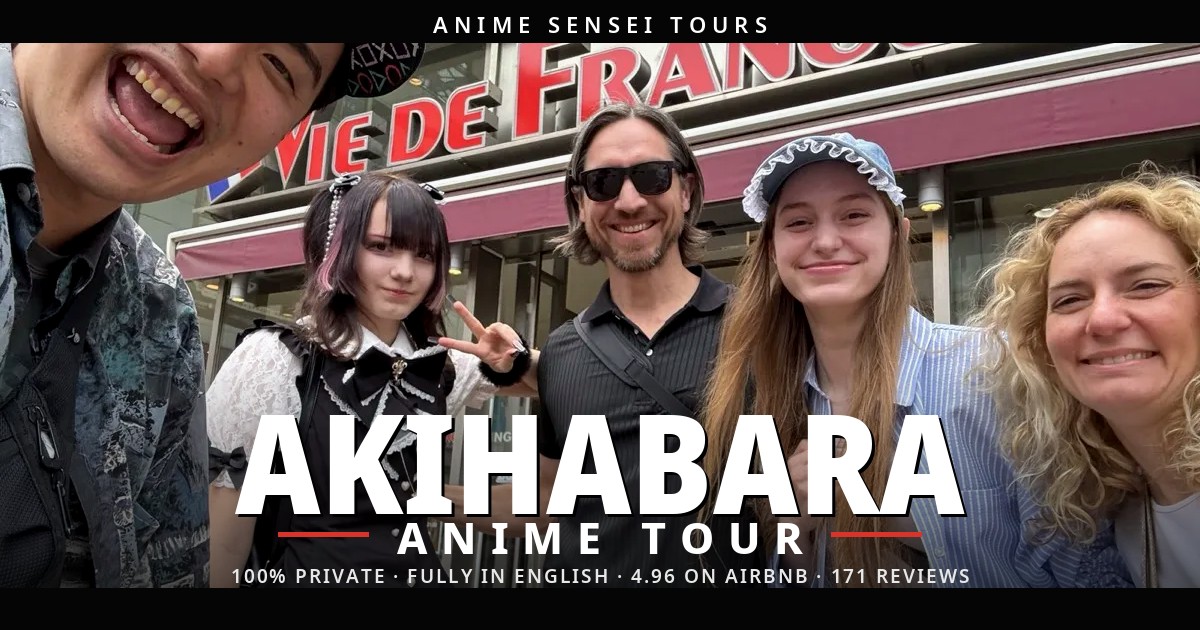 ANIME SENSEI TOURS
VIE DE FRANCE
AKIHABARA
ANIME TOUR
100% PRIVATE · FULLY IN ENGLISH · 4.96 ON AIRBNB · 171 REVIEWS